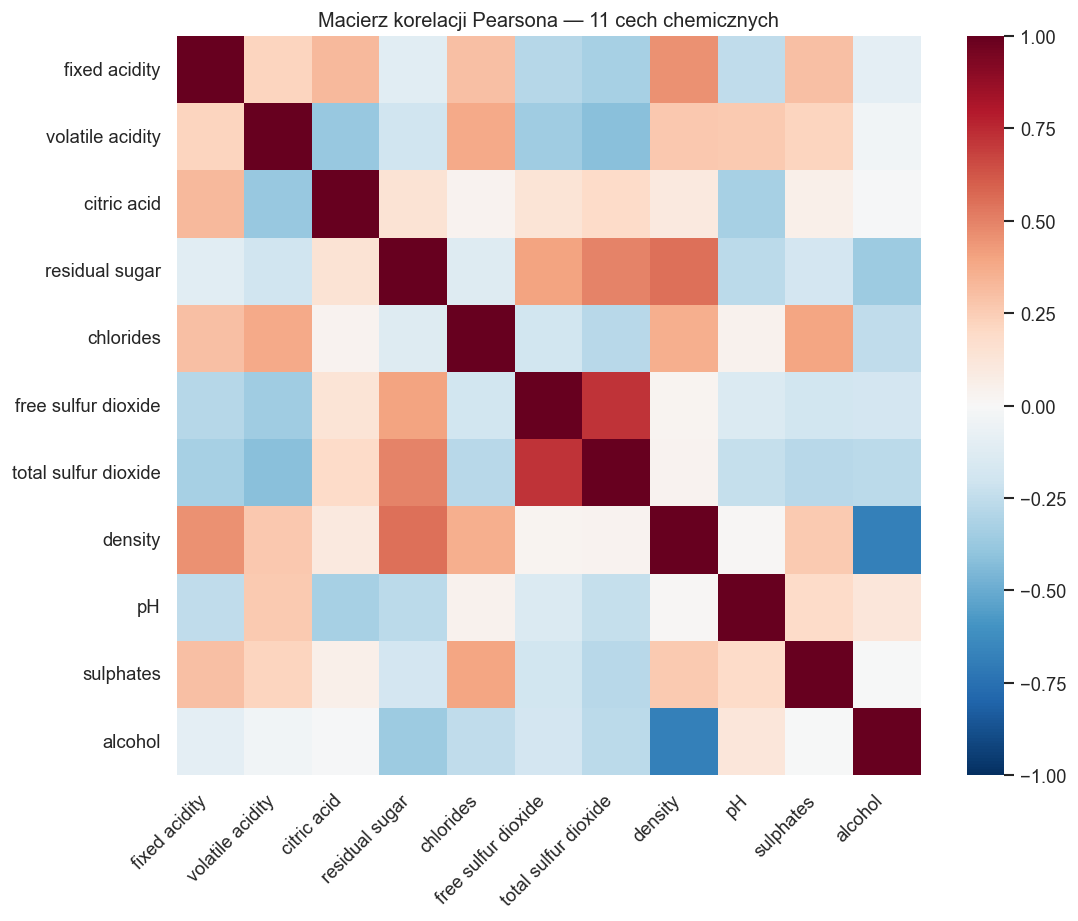 Macierz korelacji Pearsona — 11 cech chemicznych
fixed acidity
volatile acidity
citric acid
residual sugar
chlorides
free sulfur dioxide
total sulfur dioxide
density
pH
sulphates
alcohol
fixed acidity
volatile acidity
citric acid
residual sugar
chlorides
free sulfur dioxide
total sulfur dioxide
density
pH
sulphates
alcohol
1.00
0.75
0.50
0.25
0.00
−0.25
−0.50
−0.75
−1.00